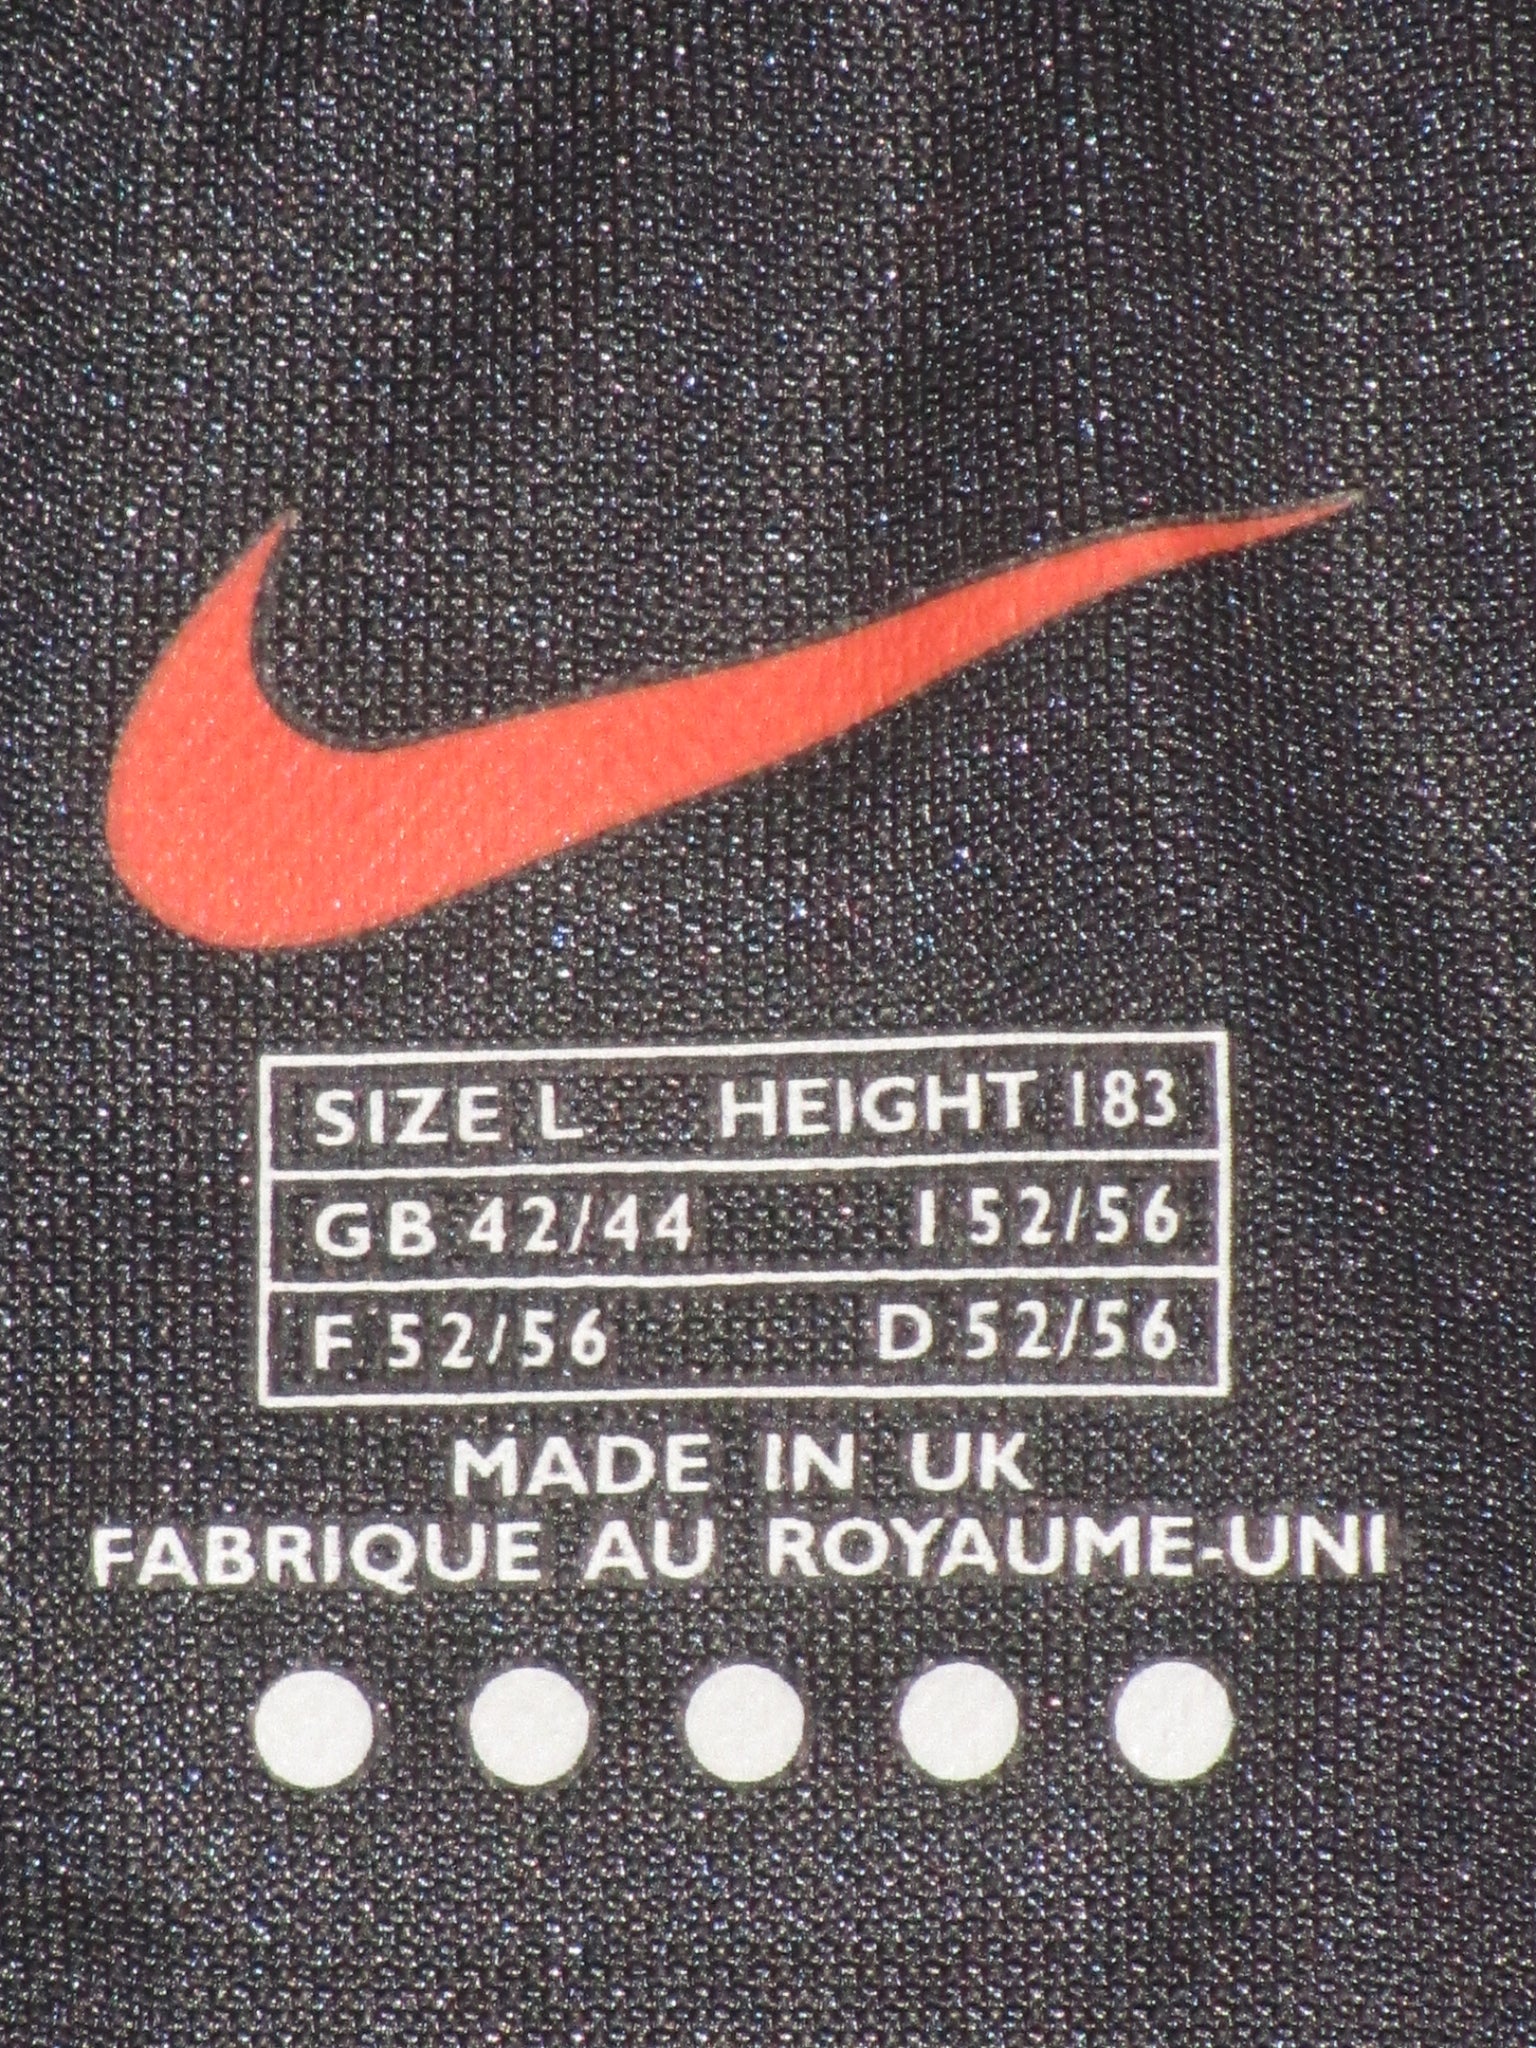 SIZE L HEIGHT 183
GB 42/44 I 52/56
F 52/56 D 52/56
MADE IN UK
FABRIQUE AU ROYAUME-UNI